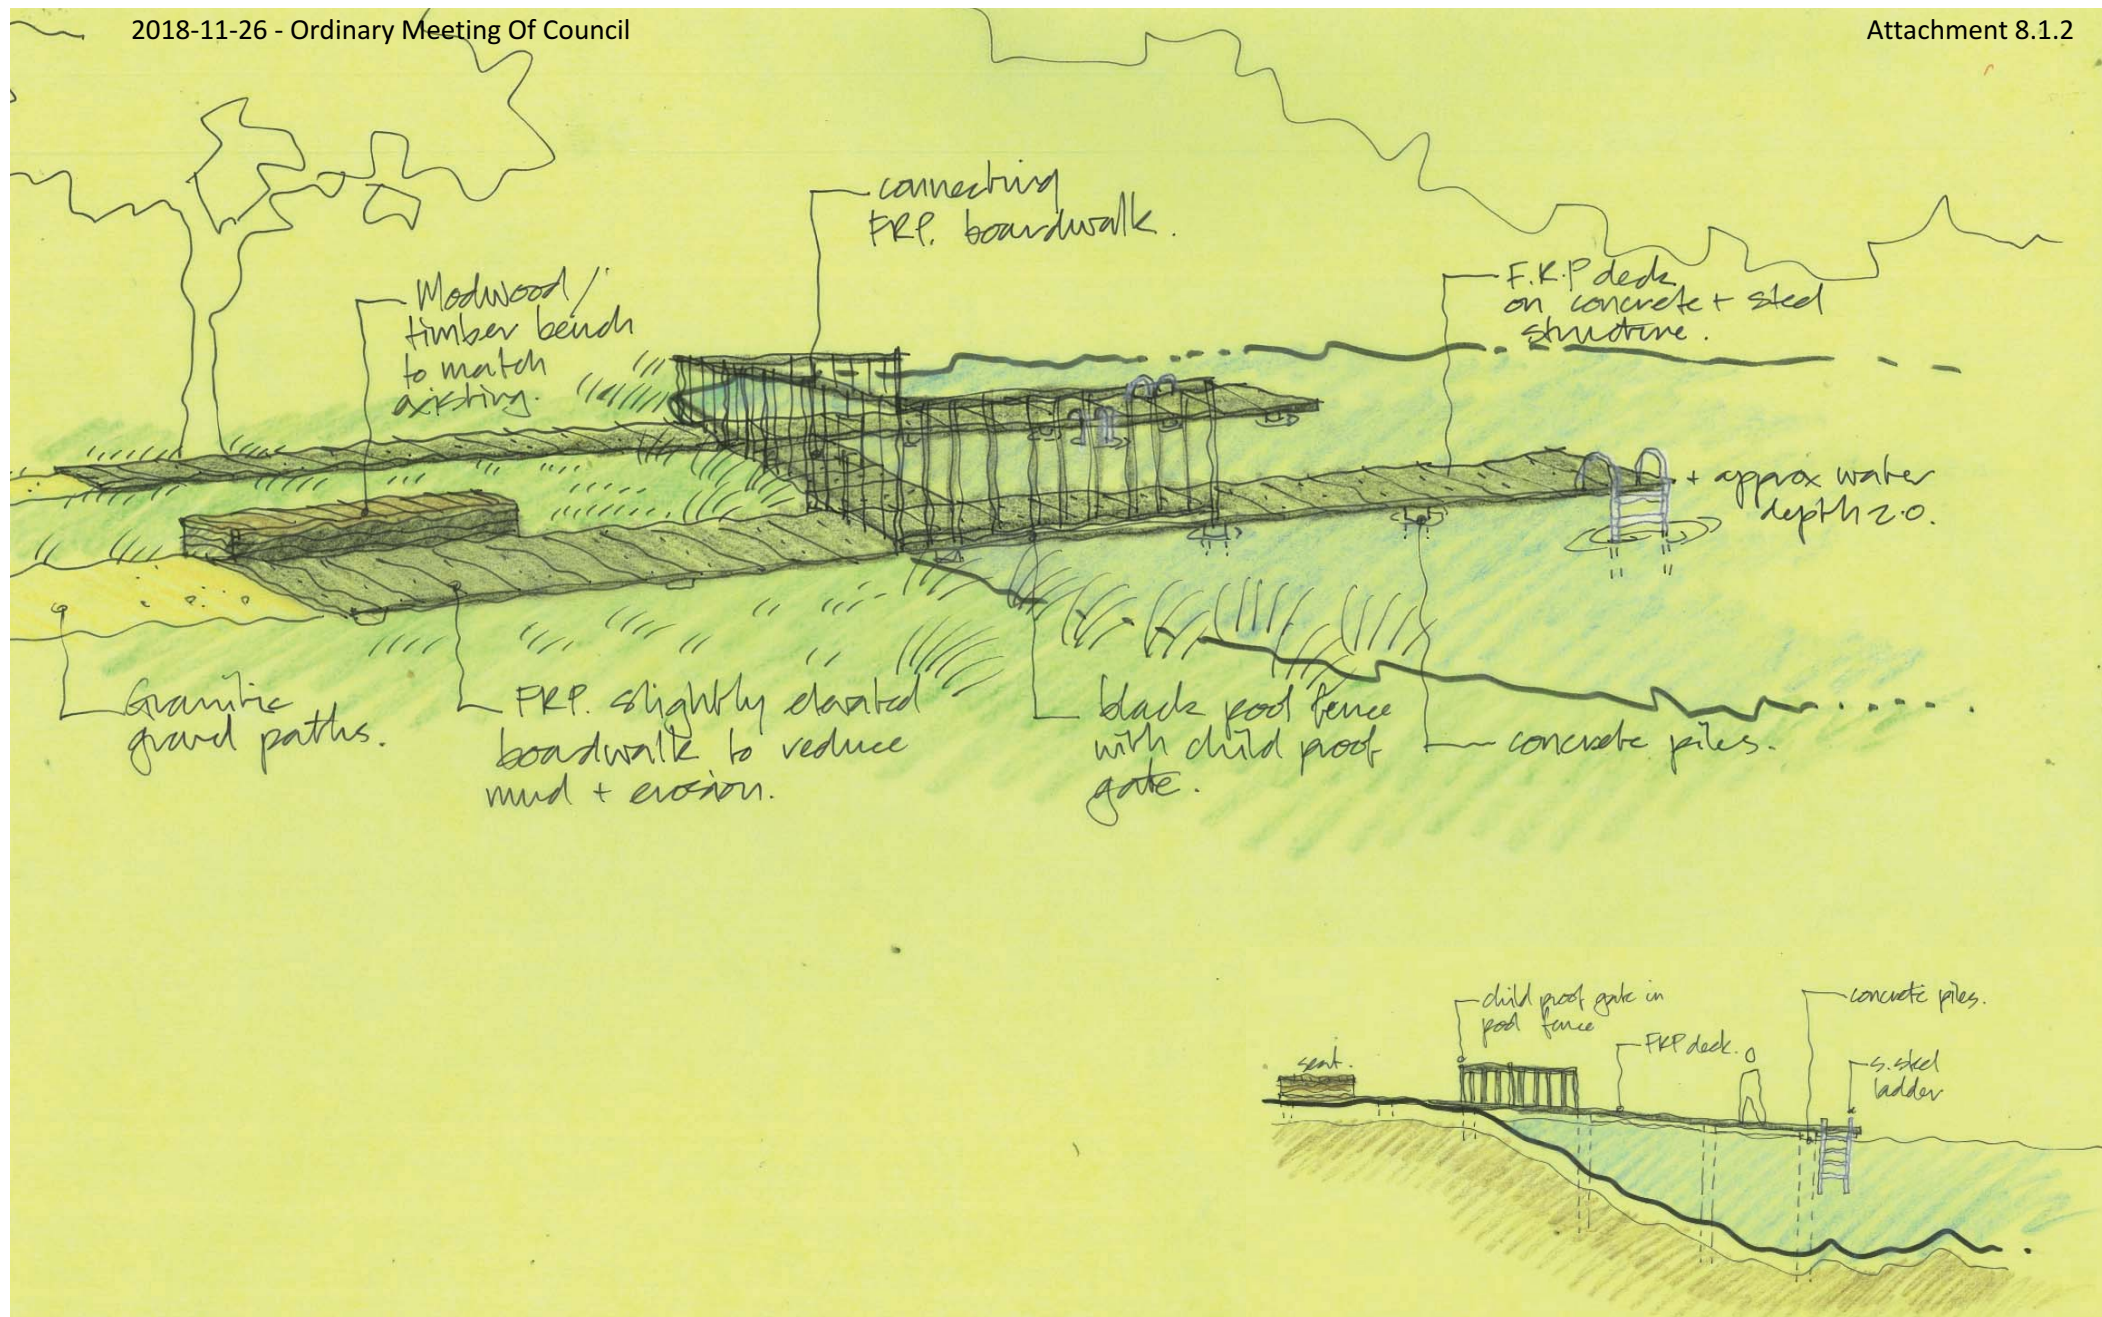 2018-11-26 - Ordinary Meeting Of Council
Attachment 8.1.2
connecting
FRP. boardwalk.
Modwood /
timber bench
to match
existing.
F.R.P deck
on concrete + steel
structure.
+ approx water
depth 2.0.
Granitic
gravel paths.
FRP. slightly elevated
boardwalk to reduce
mud + erosion.
black pool fence
with child proof
gate.
concrete piles.
child proof gate in
pool fence
concrete piles.
FRP deck.
seat.
s.steel
ladder